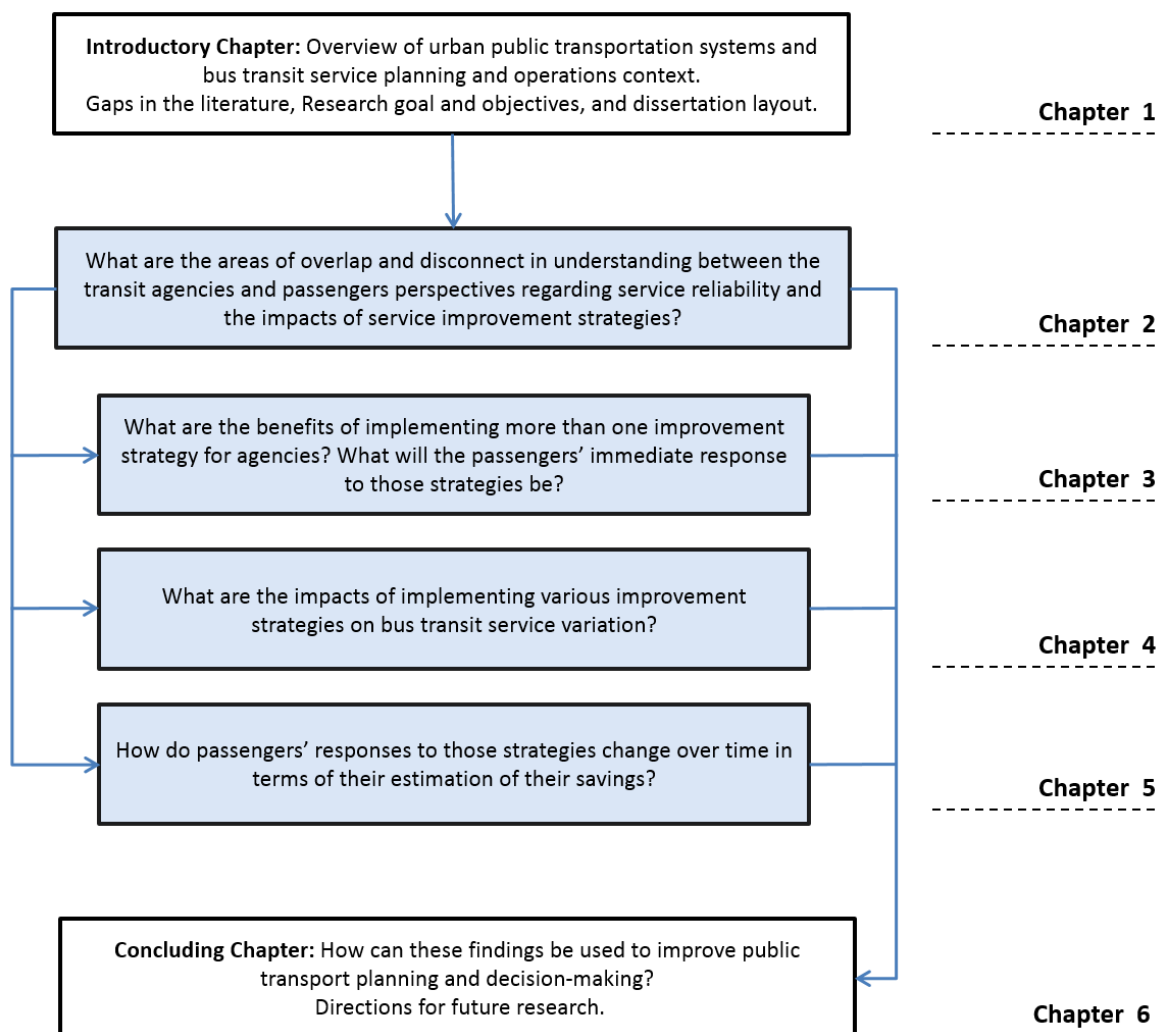 Introductory Chapter: Overview of urban public transportation systems and
bus transit service planning and operations context.
Gaps in the literature, Research goal and objectives, and dissertation layout.
Chapter 1
What are the areas of overlap and disconnect in understanding between the
transit agencies and passengers perspectives regarding service reliability and
the impacts of service improvement strategies?
Chapter 2
What are the benefits of implementing more than one improvement
strategy for agencies? What will the passengers’ immediate response
to those strategies be?
Chapter 3
What are the impacts of implementing various improvement
strategies on bus transit service variation?
Chapter 4
How do passengers’ responses to those strategies change over time in
terms of their estimation of their savings?
Chapter 5
Concluding Chapter: How can these findings be used to improve public
transport planning and decision-making?
Directions for future research.
Chapter 6